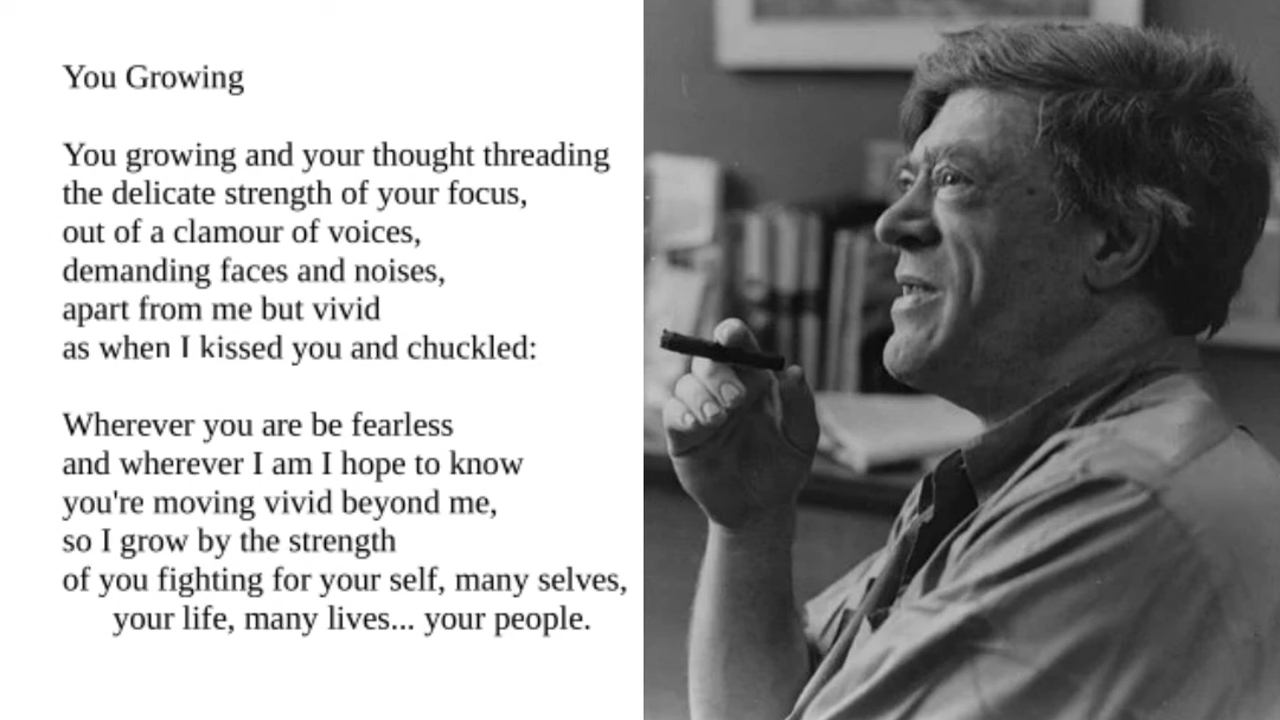 You Growing
You growing and your thought threading
the delicate strength of your focus,
out of a clamour of voices,
demanding faces and noises,
apart from me but vivid
as when I kissed you and chuckled:
Wherever you are be fearless
and wherever I am I hope to know
you're moving vivid beyond me,
so I grow by the strength
of you fighting for your self, many selves,
your life, many lives... your people.